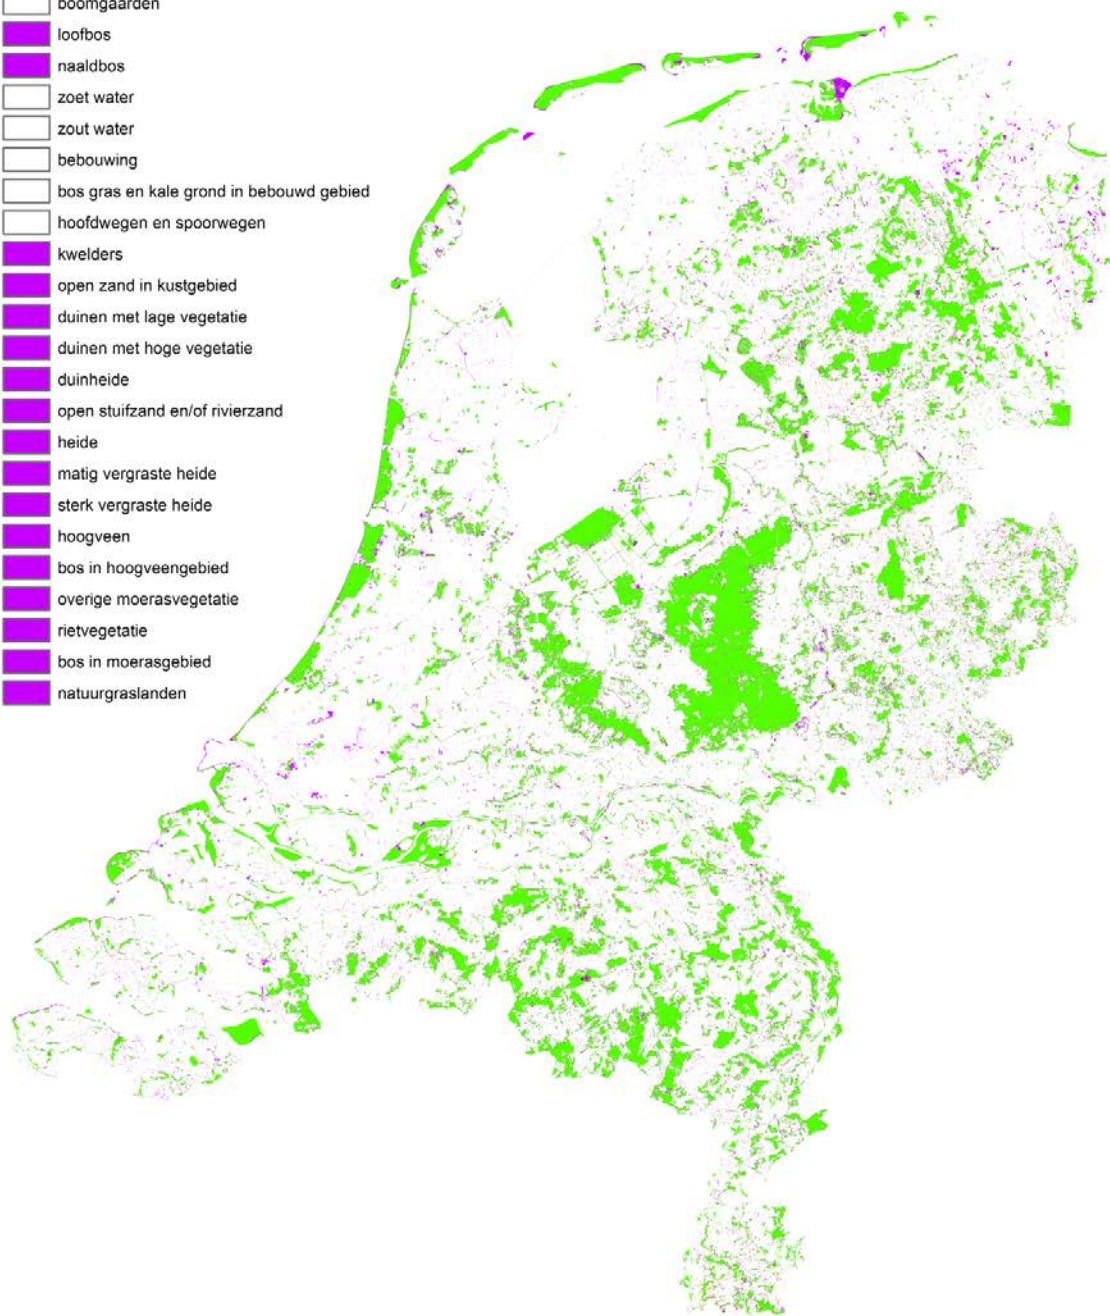 boomgaarden
loofbos
naaldbos
zoet water
zout water
bebouwing
bos gras en kale grond in bebouwd gebied
hoofdwegen en spoorwegen
kwelders
open zand in kustgebied
duinen met lage vegetatie
duinen met hoge vegetatie
duinheide
open stuifzand en/of rivierzand
heide
matig vergraste heide
sterk vergraste heide
hoogveen
bos in hoogveengebied
overige moerasvegetatie
rietvegetatie
bos in moerasgebied
natuurgraslanden